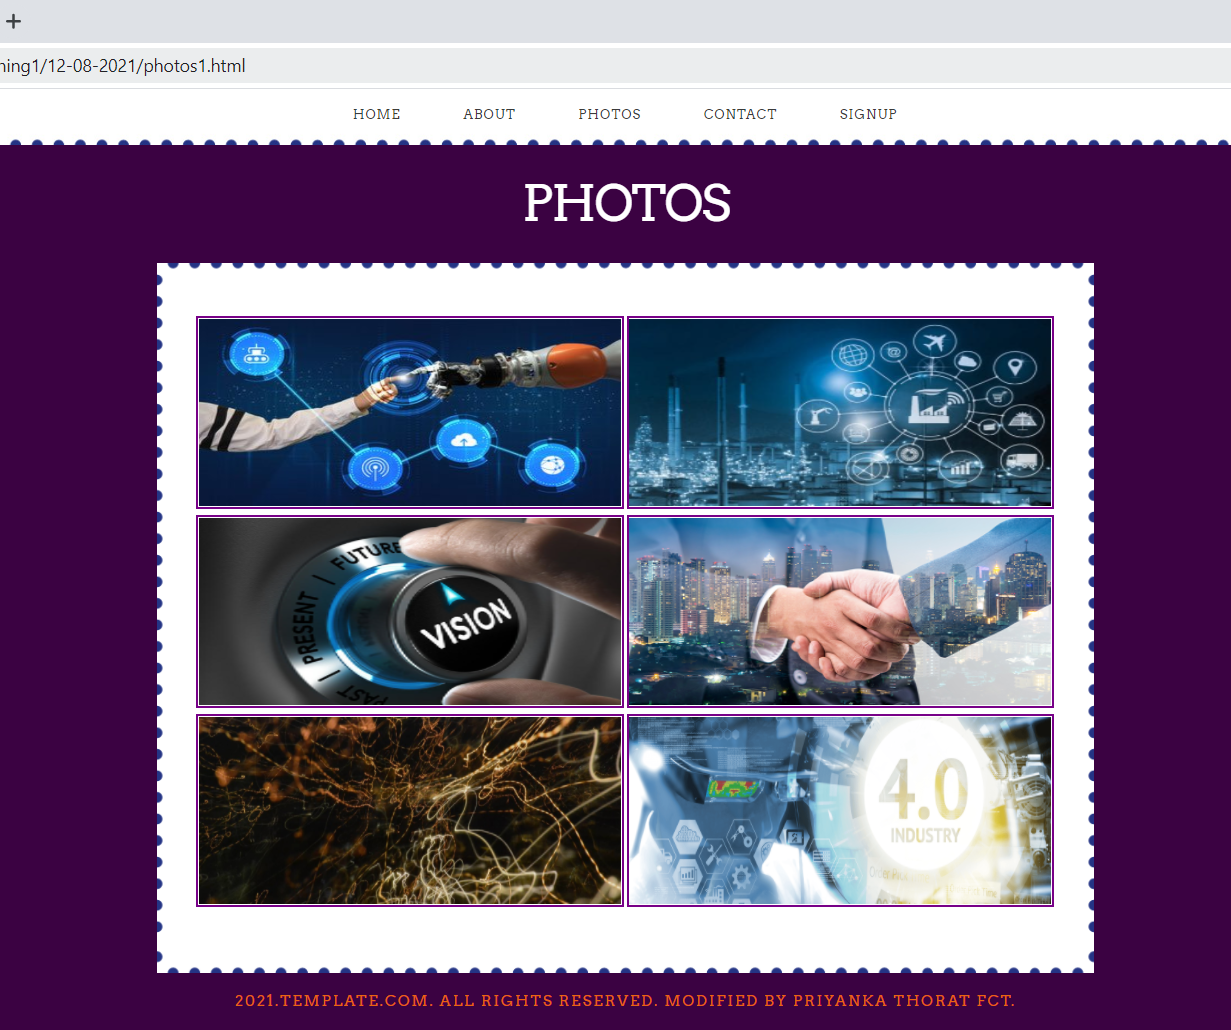 ning1/12-08-2021/photos1.html
HOME ABOUT PHOTOS CONTACT SIGNUP
PHOTOS
PAST | PRESENT | FUTURE
VISION
4.0
INDUSTRY
2021.TEMPLATE.COM. ALL RIGHTS RESERVED. MODIFIED BY PRIYANKA THORAT FCT.